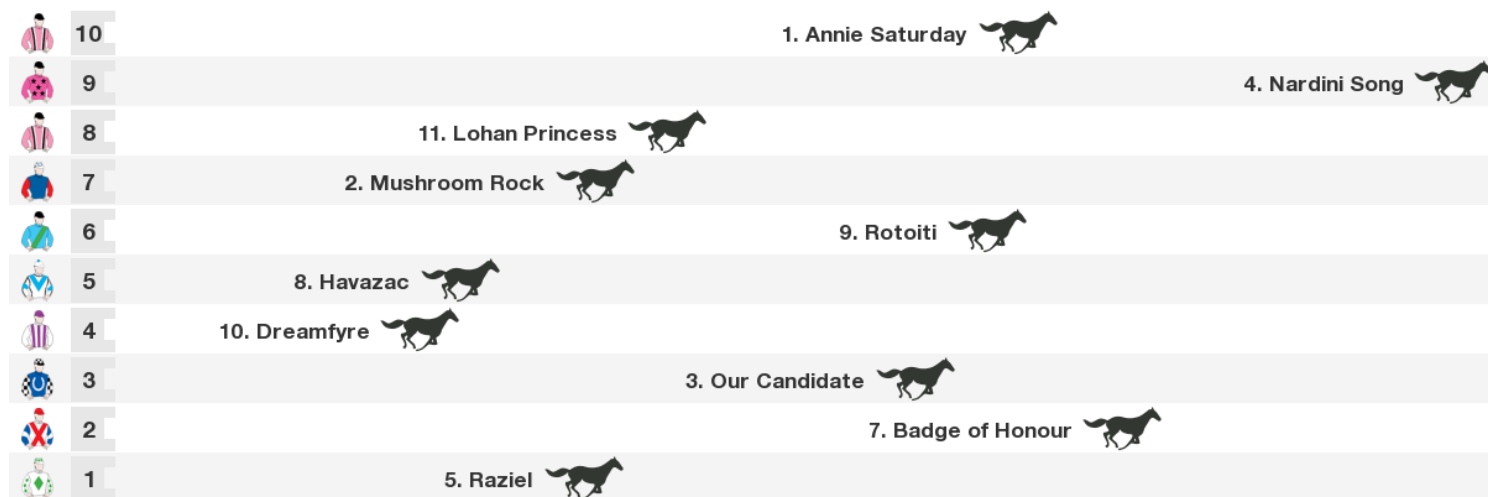 10 1. Annie Saturday
9 4. Nardini Song
8 11. Lohan Princess
7 2. Mushroom Rock
6 9. Rotoiti
5 8. Havazac
4 10. Dreamfyre
3 3. Our Candidate
2 7. Badge of Honour
1 5. Raziel